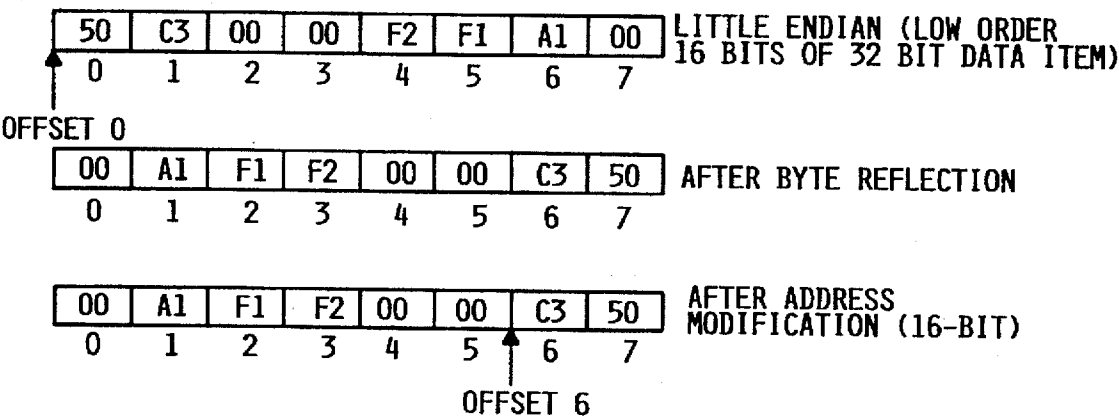 50 C3 00 00 F2 F1 A1 00 LITTLE ENDIAN (LOW ORDER
16 BITS OF 32 BIT DATA ITEM)
0 1 2 3 4 5 6 7
OFFSET 0
00 A1 F1 F2 00 00 C3 50 AFTER BYTE REFLECTION
0 1 2 3 4 5 6 7
00 A1 F1 F2 00 00 C3 50 AFTER ADDRESS
MODIFICATION (16-BIT)
0 1 2 3 4 5 6 7
OFFSET 6